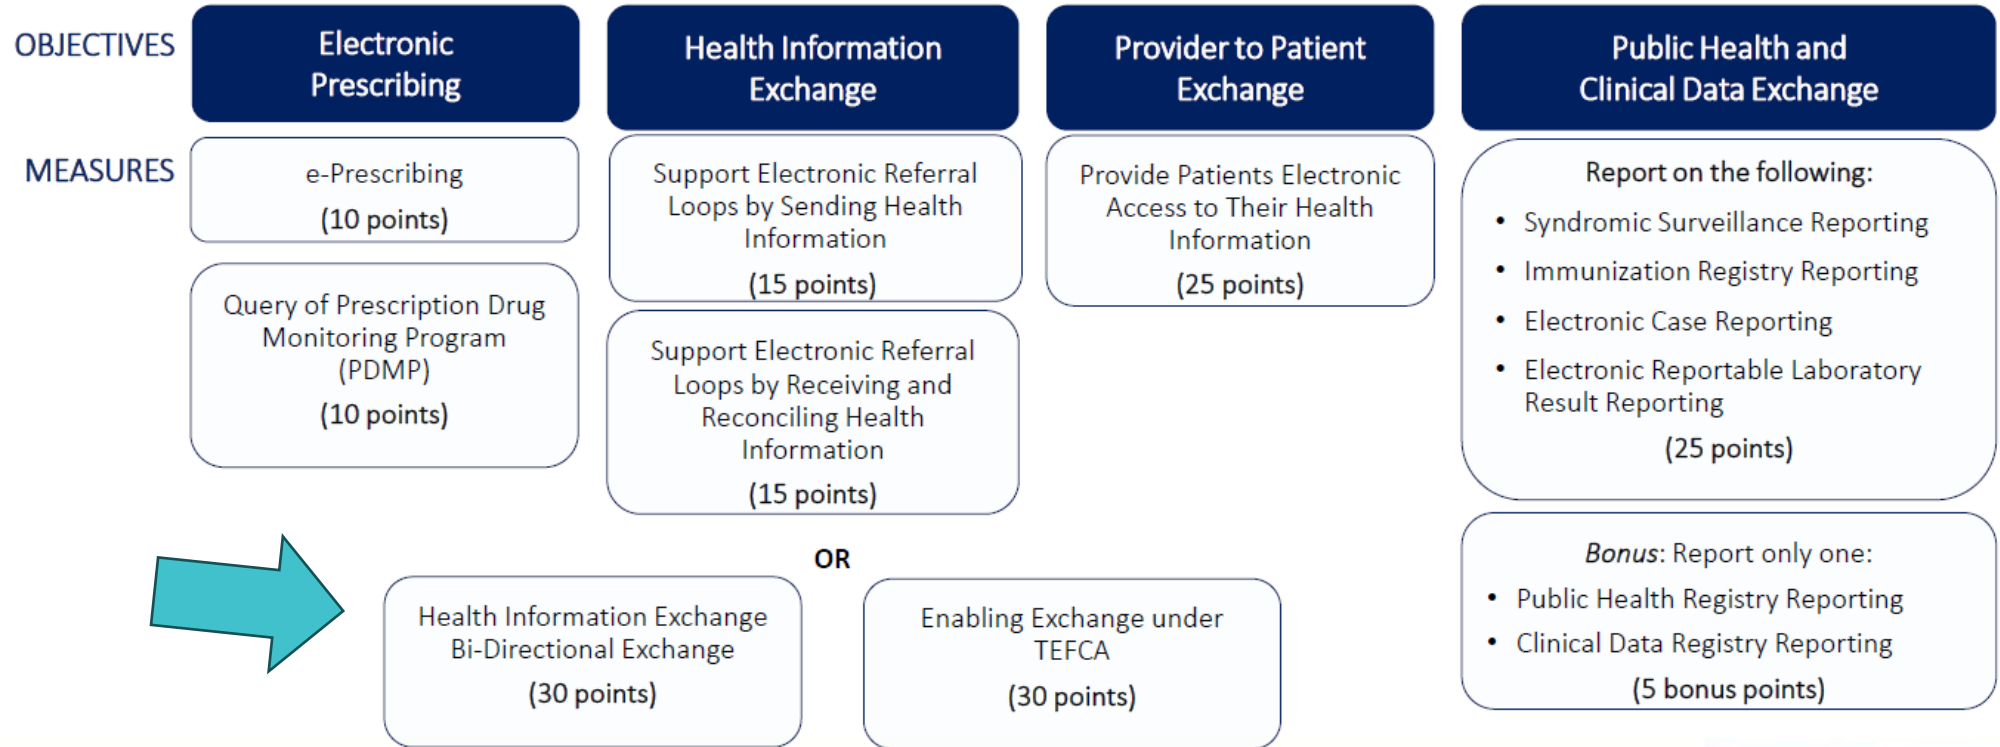 OBJECTIVES
Electronic
Prescribing
Health Information
Exchange
Provider to Patient
Exchange
Public Health and
Clinical Data Exchange
MEASURES
e-Prescribing
(10 points)
Query of Prescription Drug
Monitoring Program
(PDMP)
(10 points)
Support Electronic Referral
Loops by Sending Health
Information
(15 points)
Support Electronic Referral
Loops by Receiving and
Reconciling Health
Information
(15 points)
Provide Patients Electronic
Access to Their Health
Information
(25 points)
Report on the following:
• Syndromic Surveillance Reporting
• Immunization Registry Reporting
• Electronic Case Reporting
• Electronic Reportable Laboratory
Result Reporting
(25 points)
OR
Health Information Exchange
Bi-Directional Exchange
(30 points)
Enabling Exchange under
TEFCA
(30 points)
Bonus: Report only one:
• Public Health Registry Reporting
• Clinical Data Registry Reporting
(5 bonus points)